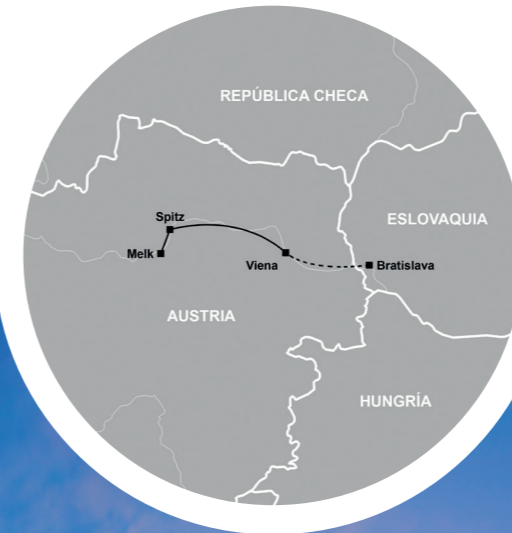 REPÚBLICA CHECA
Spitz
ESLOVAQUIA
Melk
Viena
Bratislava
AUSTRIA
HUNGRÍA